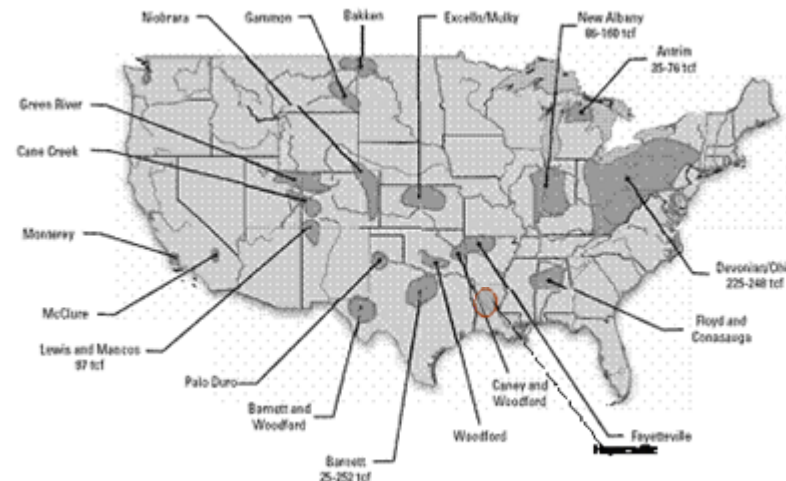 Niobrara
Gammon
Bakken
Excello/Mulky
New Albany
86-160 tcf
Antrim
35-76 tcf
Green River
Cane Creek
Monterey
McClure
Lewis and Mancos
97 tcf
Palo Duro
Barnett and
Woodford
Barnett
25-252 tcf
Woodford
Caney and
Woodford
Fayetteville
Floyd and
Conasauga
Devonian/Ohi
225-248 tcf